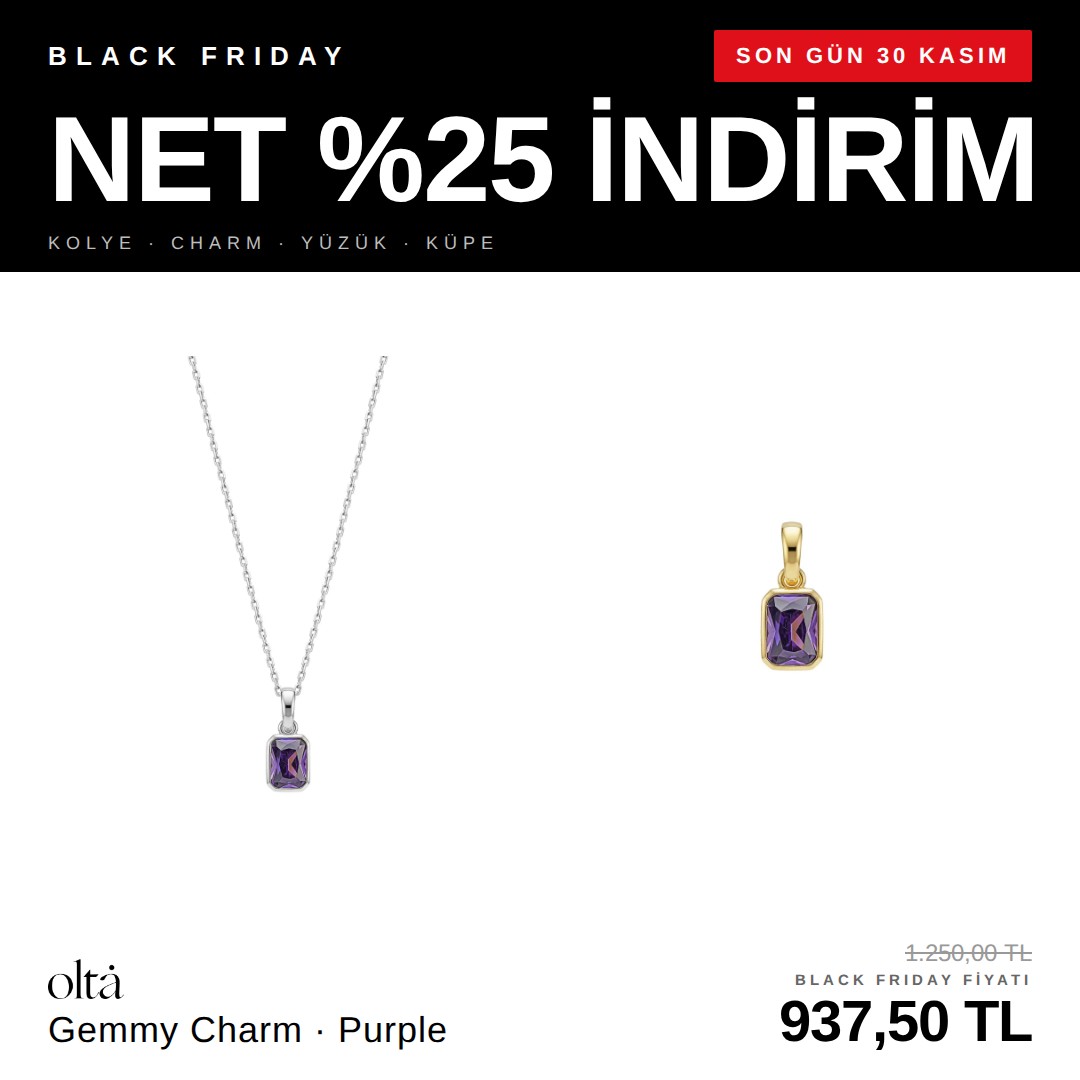 BLACK FRIDAY
SON GÜN 30 KASIM
NET %25 İNDİRİM
KOLYE · CHARM · YÜZÜK · KÜPE
1.250,00 TL
BLACK FRIDAY FİYATI
937,50 TL
oltȧ
Gemmy Charm · Purple